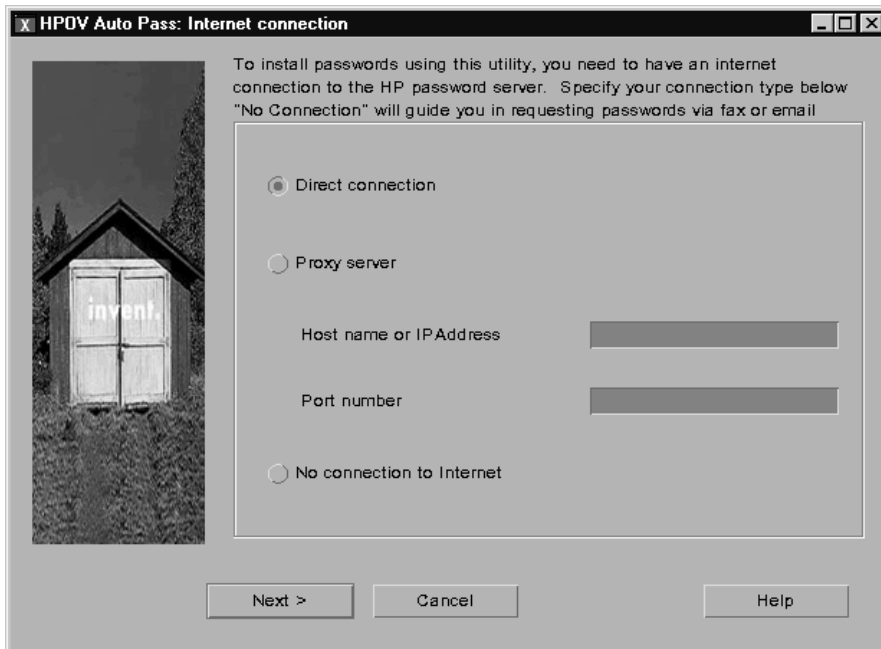 X HPOV Auto Pass: Internet connection
To install passwords using this utility, you need to have an internet
connection to the HP password server. Specify your connection type below
"No Connection" will guide you in requesting passwords via fax or email
invent.
Direct connection
Proxy server
Host name or IPAddress
Port number
No connection to Internet
Next >
Cancel
Help